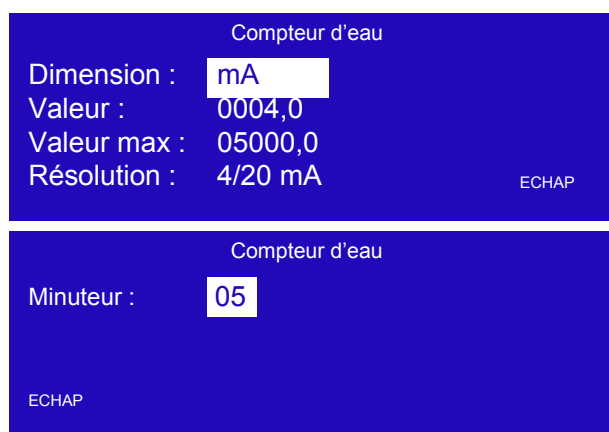 Compteur d'eau
Dimension : mA
Valeur : 0004,0
Valeur max : 05000,0
Résolution : 4/20 mA
ECHAP
Compteur d'eau
Minuteur : 05
ECHAP